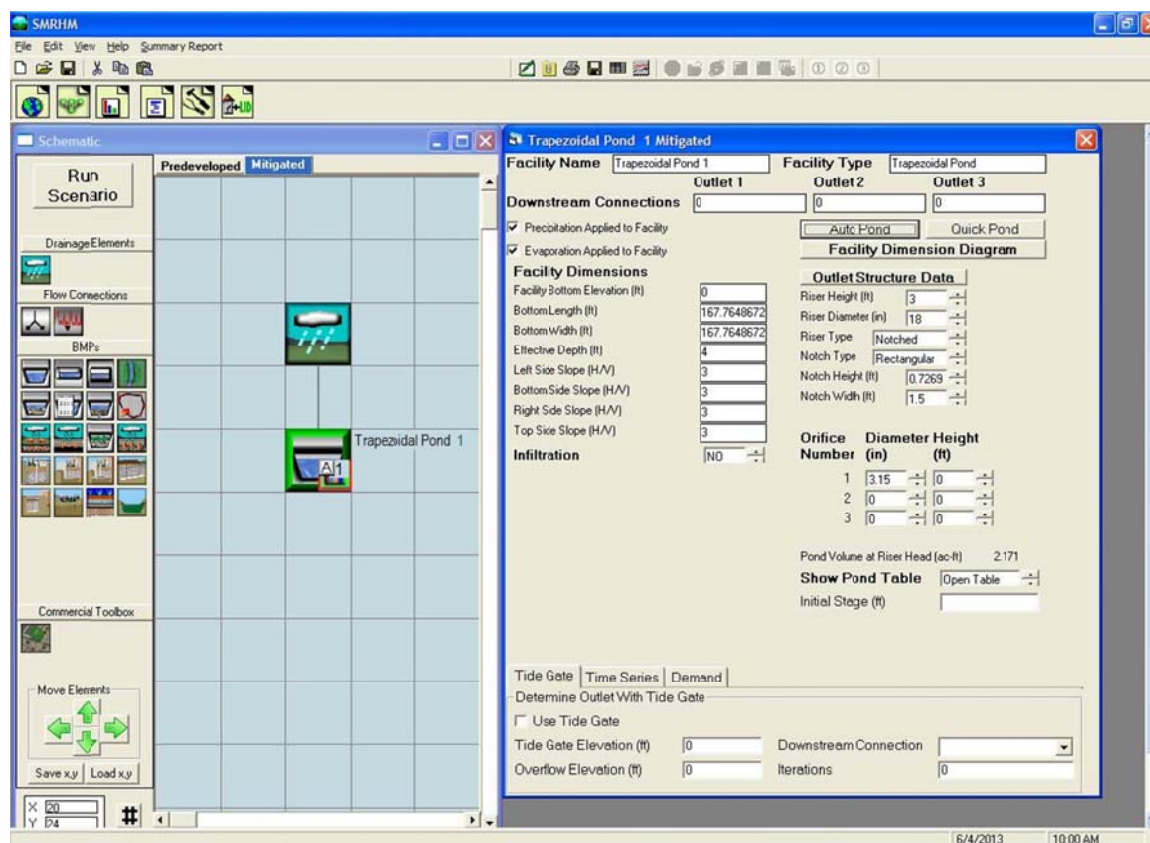 SMRHM
File Edit View Help Summary Report
① ② ③
LID
Schematic
Run Scenario
Predeveloped Mitigated
Drainage Elements
Flow Connections
BMPs
Commercial Toolbox
Move Elements
Save x,y Load x,y
X 20
Y 24
#
Trapezoidal Pond 1
A 1
Trapezoidal Pond 1 Mitigated
Facility Name Trapezoidal Pond 1 Facility Type Trapezoidal Pond
Outlet 1 Outlet 2 Outlet 3
Downstream Connections 0 0 0
Precipitation Applied to Facility Auto Pond Quick Pond
Evaporation Applied to Facility Facility Dimension Diagram
Facility Dimensions
Facility Bottom Elevation (ft) 0
Bottom Length (ft) 167.7648672
Bottom Width (ft) 167.7648672
Effective Depth (ft) 4
Left Side Slope (H/V) 3
Bottom Side Slope (H/V) 3
Right Side Slope (H/V) 3
Top Side Slope (H/V) 3
Infiltration NO
Outlet Structure Data
Riser Height (ft) 3
Riser Diameter (in) 18
Riser Type Notched
Notch Type Rectangular
Notch Height (ft) 0.7269
Notch Width (ft) 1.5
Orifice Diameter Height
Number (in) (ft)
1 3.15 0
2 0 0
3 0 0
Pond Volume at Riser Head (ac-ft) 2.171
Show Pond Table Open Table
Initial Stage (ft)
Tide Gate Time Series Demand
Determine Outlet With Tide Gate
Use Tide Gate
Tide Gate Elevation (ft) 0 Downstream Connection
Overflow Elevation (ft) 0 Iterations 0
6/4/2013 10:00 AM